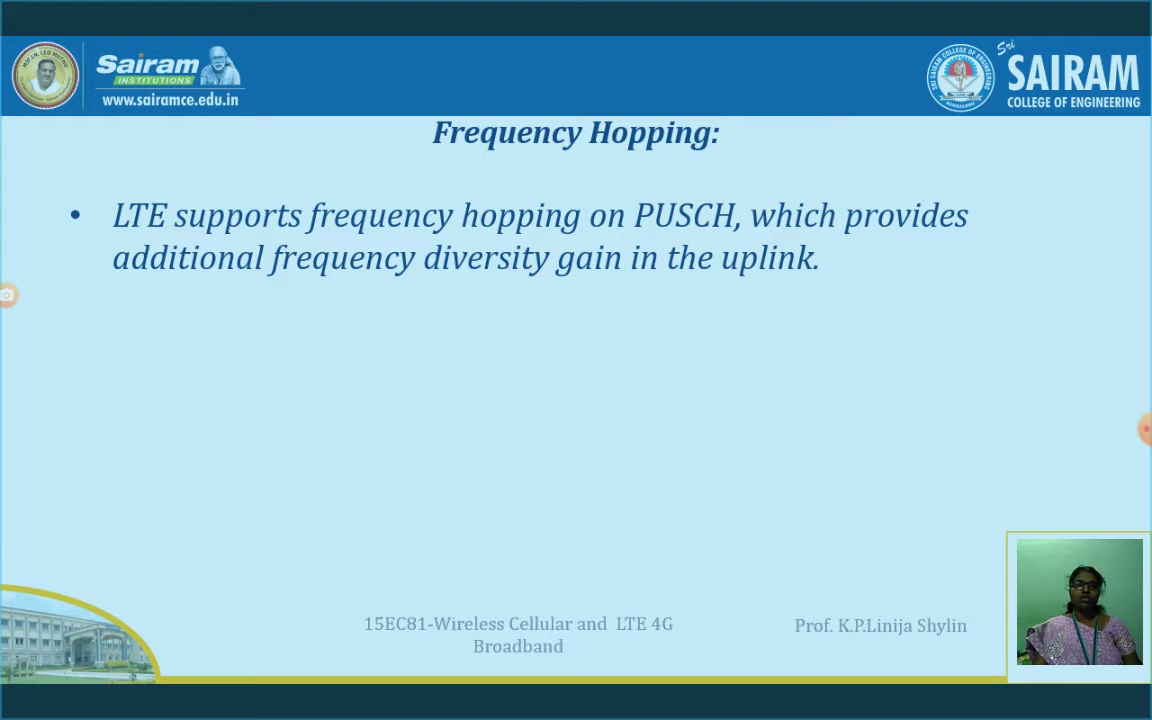 Sairam
INSTITUTIONS
www.sairamce.edu.in
Sri
SAIRAM
COLLEGE OF ENGINEERING
Frequency Hopping:
• LTE supports frequency hopping on PUSCH, which provides
additional frequency diversity gain in the uplink.
15EC81-Wireless Cellular and LTE 4G
Broadband
Prof. K.P.Linija Shylin